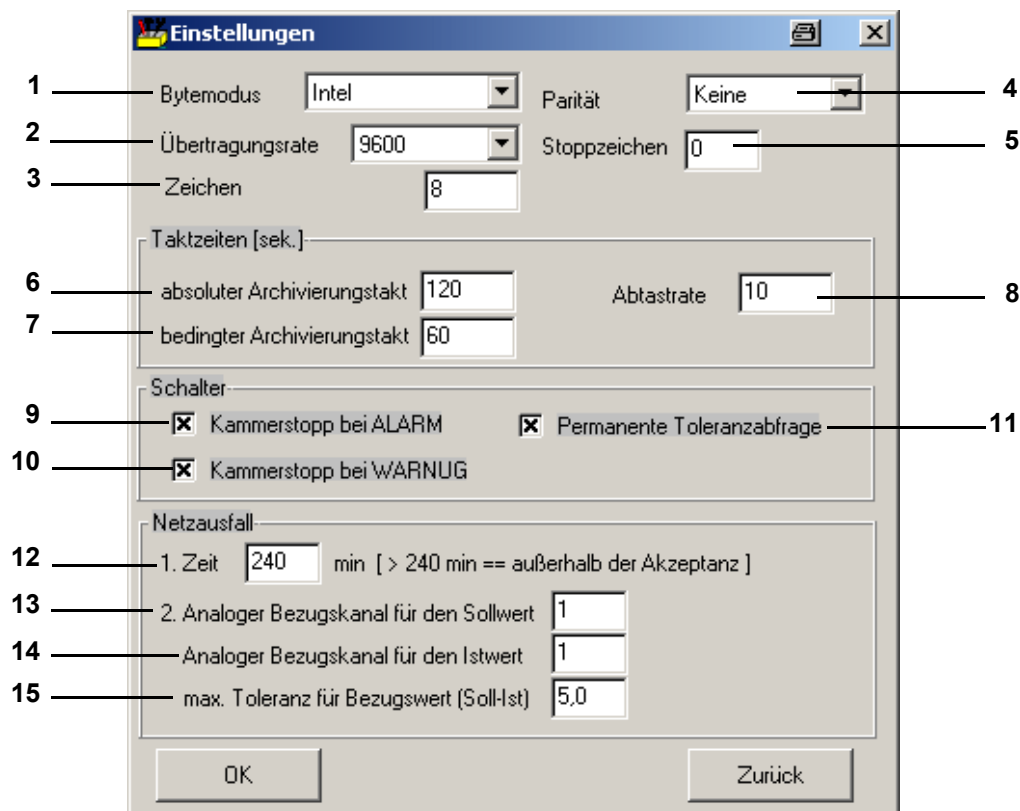 Einstellungen
1 Bytemodus Intel Parität Keine 4
2 Übertragungsrate 9600 Stoppzeichen 0 5
3 Zeichen 8
Taktzeiten [sek.]
6 absoluter Archivierungstakt 120 Abtastrate 10 8
7 bedingter Archivierungstakt 60
Schalter
9 Kammerstopp bei ALARM Permanente Toleranzabfrage 11
10 Kammerstopp bei WARNUG
Netzausfall
12 1. Zeit 240 min [ > 240 min == außerhalb der Akzeptanz ]
13 2. Analoger Bezugskanal für den Sollwert 1
14 Analoger Bezugskanal für den Istwert 1
15 max. Toleranz für Bezugswert (Soll-Ist) 5,0
OK Zurück